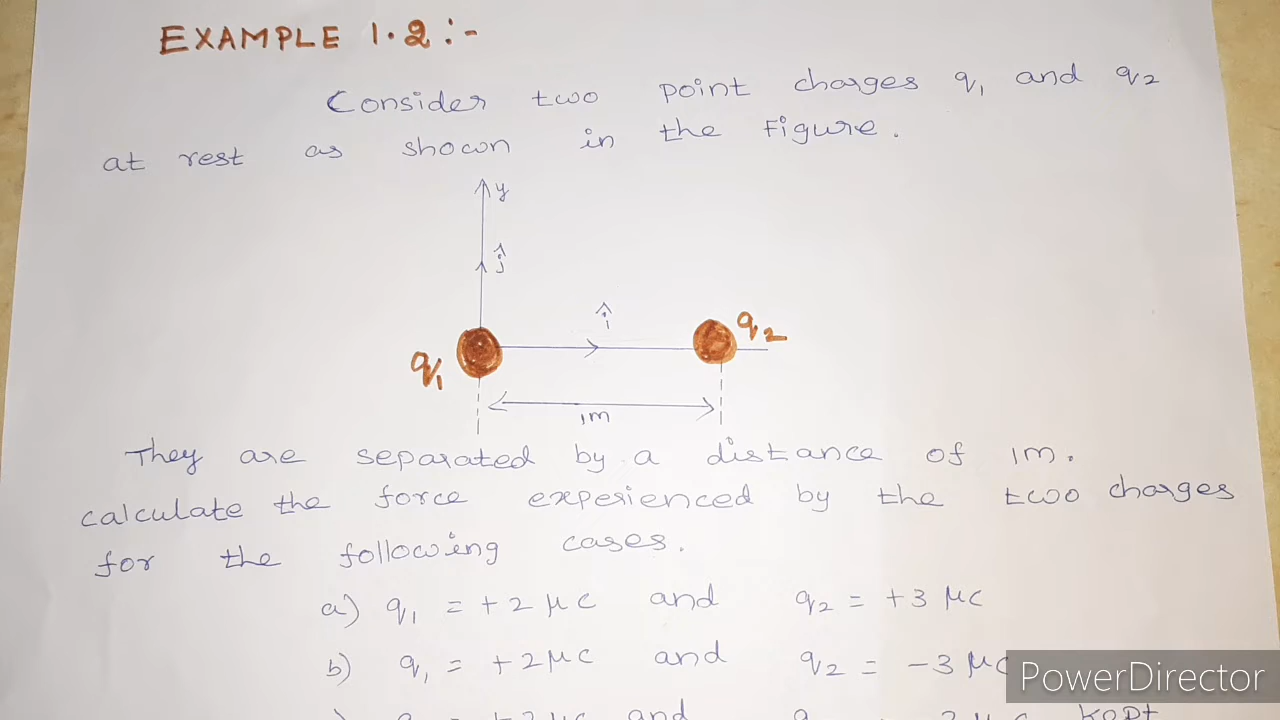 EXAMPLE 1.2:-
Consider two point charges q₁ and q₂
at rest as shown in the figure.
y
ĵ
î
q₂
q₁
1m
They are separated by a distance of 1m.
calculate the force experienced by the two charges
for the following cases.
a) q₁ = +2 μc and q₂ = +3 μc
b) q₁ = +2μc and q₂ = -3 μc
and
PowerDirector